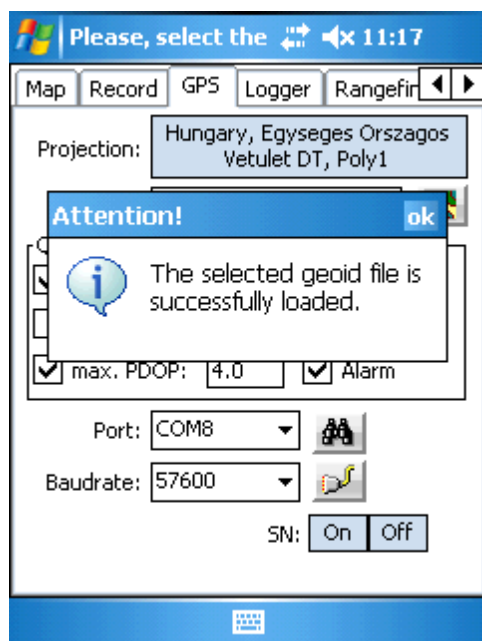 Please, select the 11:17
Map Record GPS Logger Rangefir
Projection: Hungary, Egyseges Orszagos
Vetulet DT, Poly1
Attention! ok
The selected geoid file is
successfully loaded.
max. PDOP: 4.0 Alarm
Port: COM8
Baudrate: 57600
SN: On Off